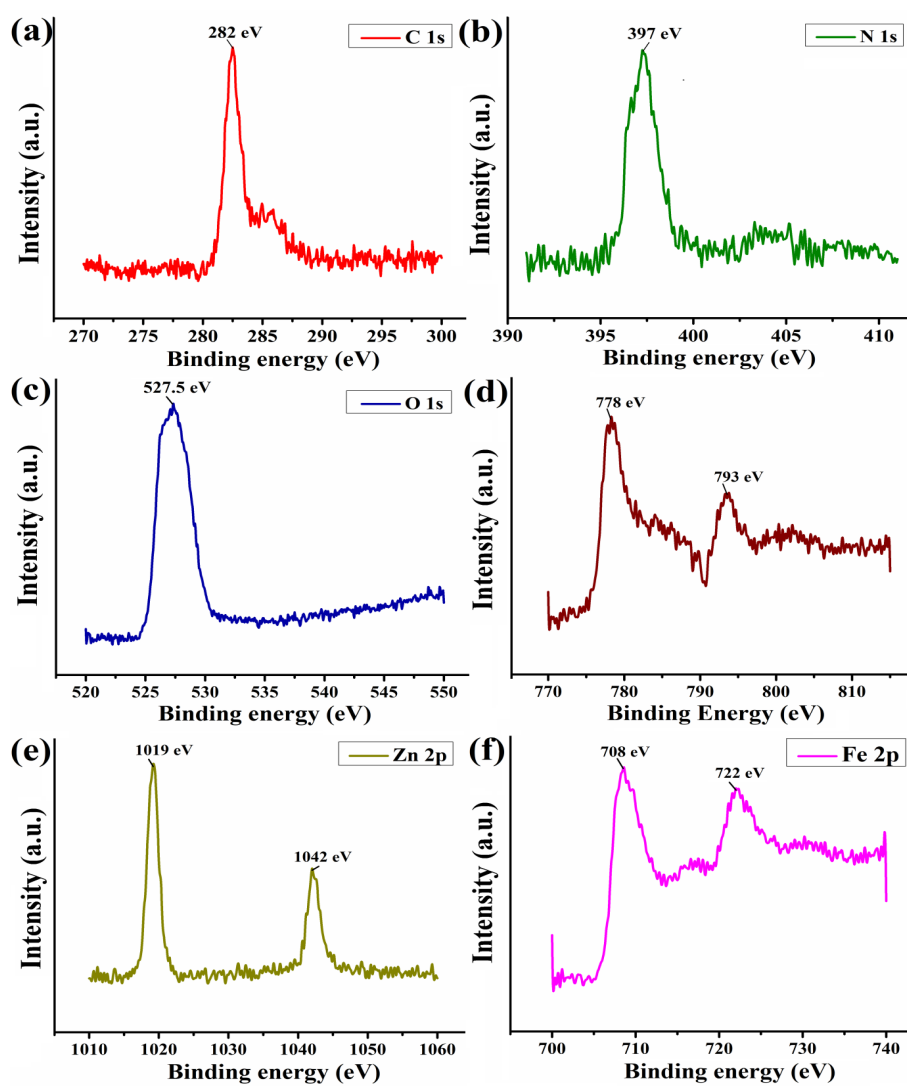 (a)
282 eV
C 1s
Intensity (a.u.)
270 275 280 285 290 295 300
Binding energy (eV)
(b)
397 eV
N 1s
Intensity (a.u.)
390 395 400 405 410
Binding energy (eV)
(c)
527.5 eV
O 1s
Intensity (a.u.)
520 525 530 535 540 545 550
Binding energy (eV)
(d)
778 eV
793 eV
Intensity (a.u.)
770 780 790 800 810
Binding Energy (eV)
(e)
1019 eV
Zn 2p
1042 eV
Intensity (a.u.)
1010 1020 1030 1040 1050 1060
Binding energy (eV)
(f)
708 eV
Fe 2p
722 eV
Intensity (a.u.)
700 710 720 730 740
Binding energy (eV)